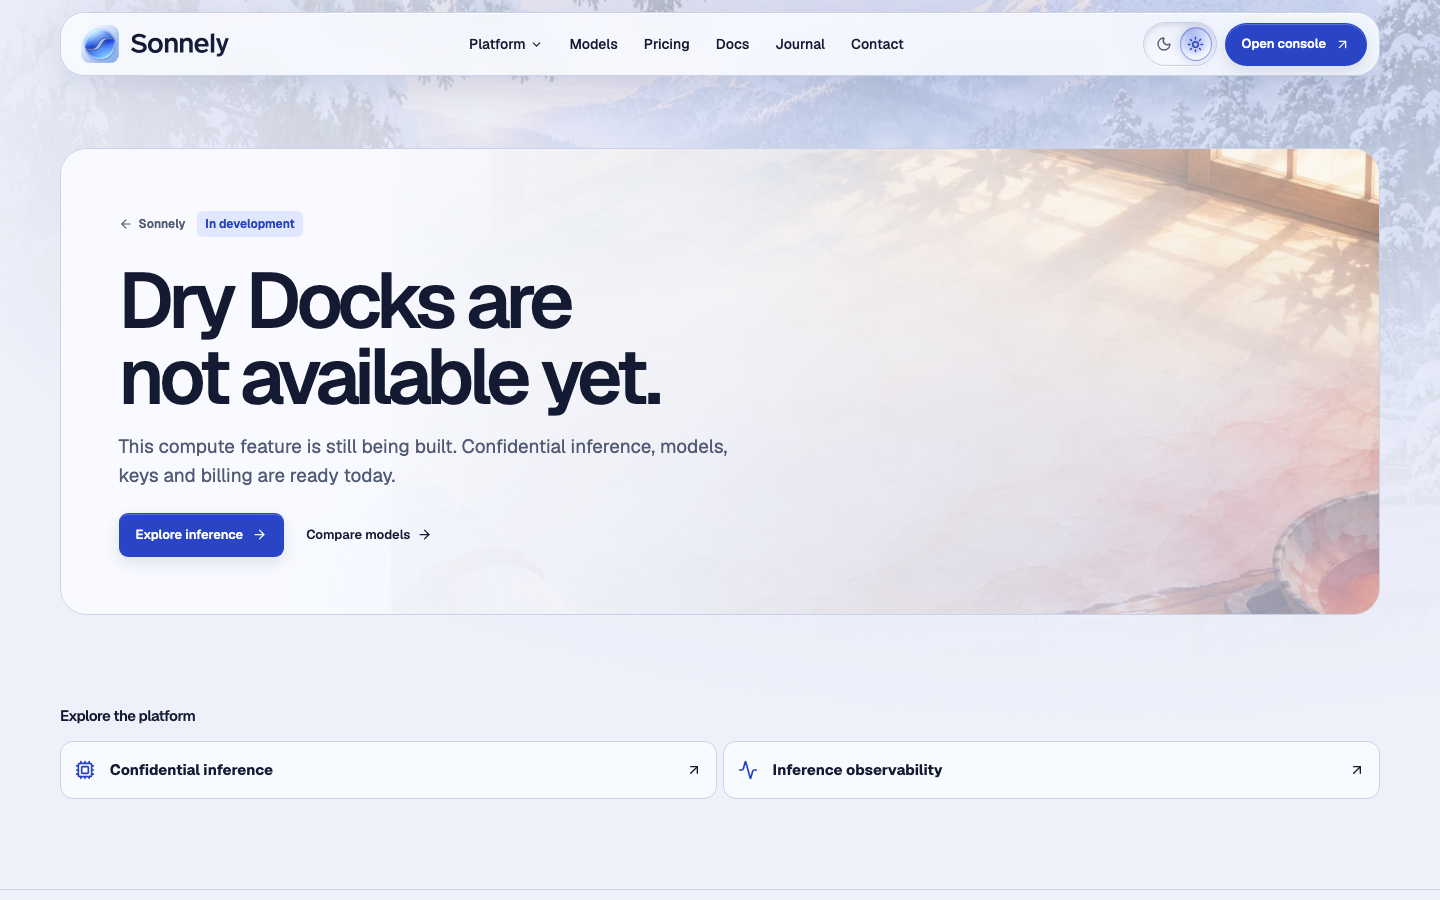 Sonnely
Platform
Models
Pricing
Docs
Journal
Contact
Open console
Sonnely
In development
Dry Docks are
not available yet.
This compute feature is still being built. Confidential inference, models,
keys and billing are ready today.
Explore inference
Compare models
Explore the platform
Confidential inference
Inference observability